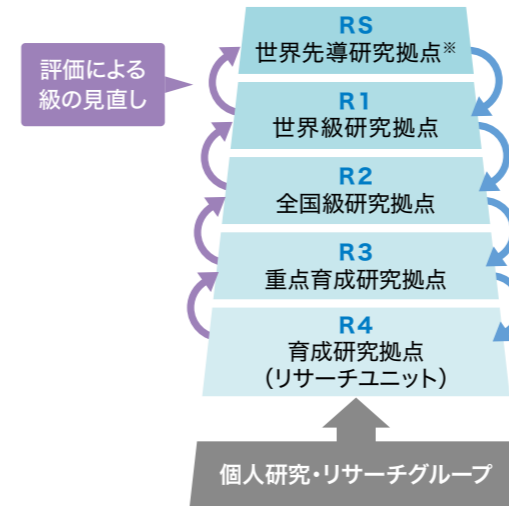 評価による
級の見直し
RS
世界先導研究拠点※
R1
世界級研究拠点
R2
全国級研究拠点
R3
重点育成研究拠点
R4
育成研究拠点
(リサーチユニット)
個人研究・リサーチグループ